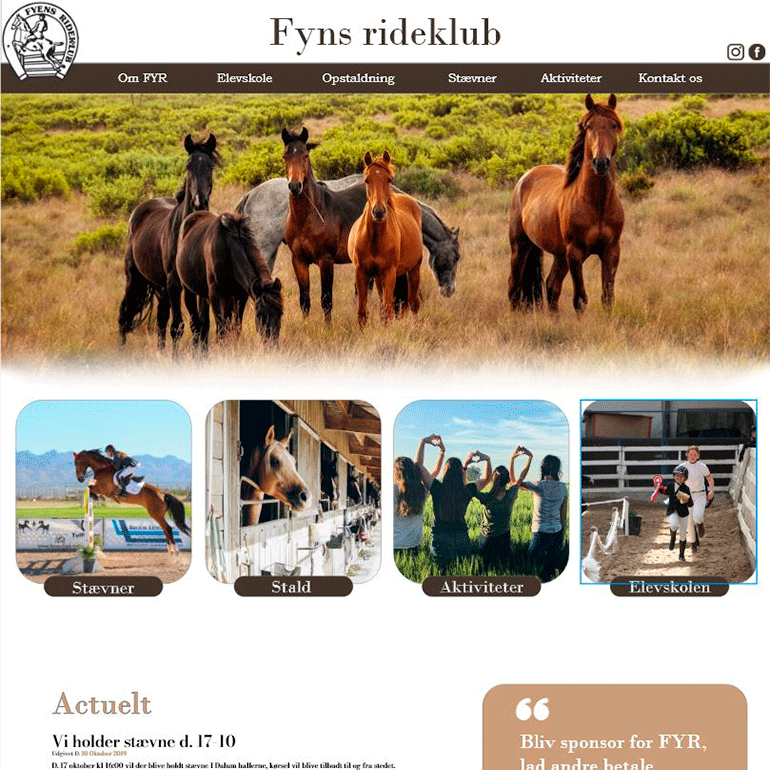 FYENS RIDEKLUB
Fyns rideklub
Om FYR Elevskole Opstaldning Stævner Aktiviteter Kontakt os
Stævner Stald Aktiviteter Elevskolen
Actuelt
Vi holder stævne d. 17-10
Udgivet D. 10 Oktober 2019
D. 17 oktober kl 16:00 vil der blive holdt stævne I Dalum hallerne, kørsel vil blive tilbudt til og fra stedet.
Bliv sponsor for FYR,
lad andre betale